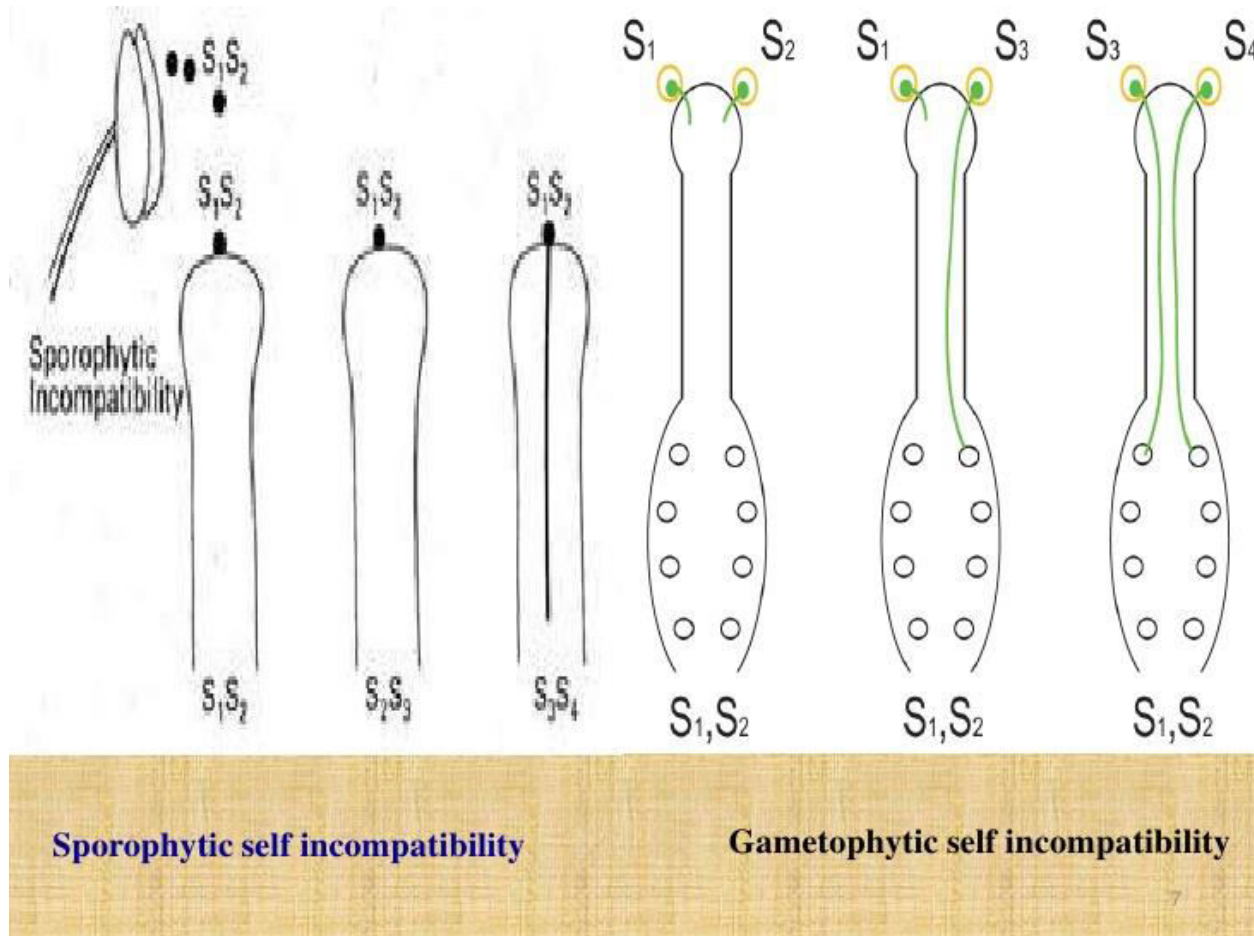 S₁S₂
S₁S₂ S₁S₂ S₁S₂
Sporophytic
Incompatibility
S₁S₂ S₂S₃ S₃S₄
S₁ S₂ S₁ S₃ S₃ S₄
S₁,S₂ S₁,S₂ S₁,S₂
Sporophytic self incompatibility
Gametophytic self incompatibility
7